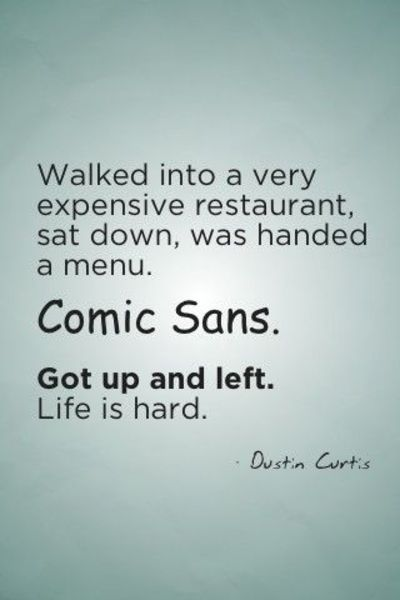 Walked into a very
expensive restaurant,
sat down, was handed
a menu.
Comic Sans.
Got up and left.
Life is hard.
· Dustin Curtis